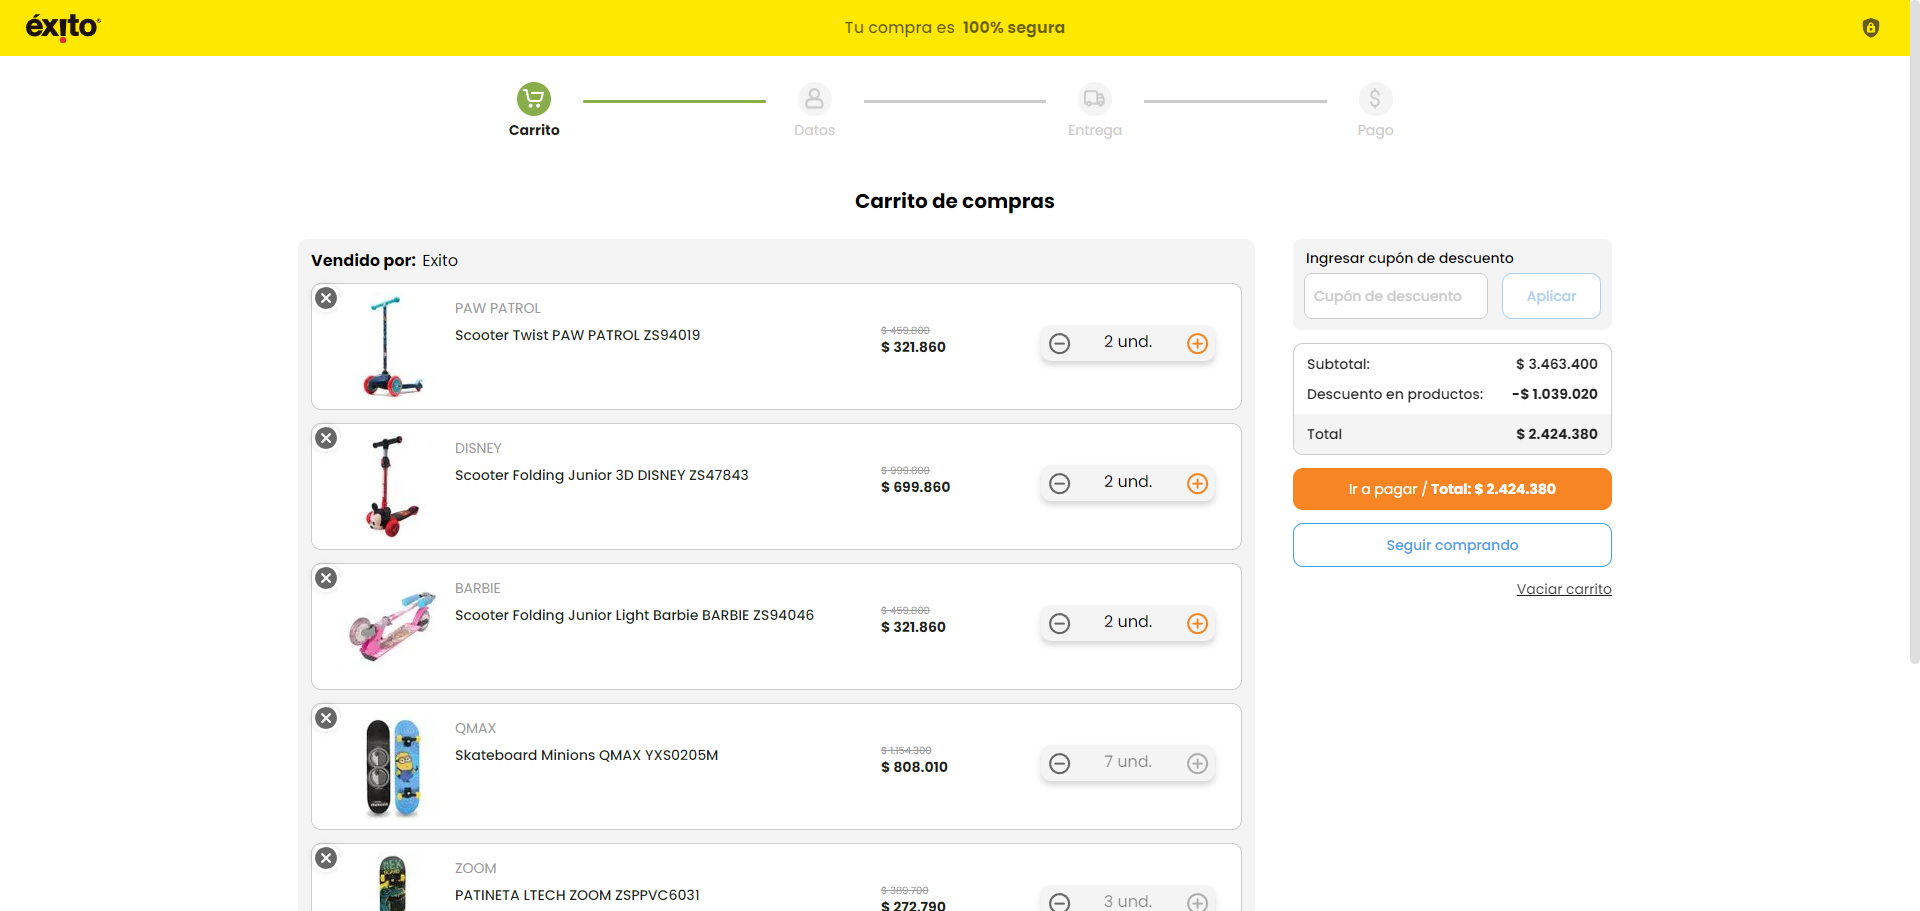 éxito
Tu compra es 100% segura
Carrito
Datos
Entrega
Pago
Carrito de compras
Vendido por: Exito
PAW PATROL
Scooter Twist PAW PATROL ZS94019
$ 459.800
$ 321.860
2 und.
DISNEY
Scooter Folding Junior 3D DISNEY ZS47843
$ 999.800
$ 699.860
2 und.
BARBIE
Scooter Folding Junior Light Barbie BARBIE ZS94046
$ 459.800
$ 321.860
2 und.
QMAX
Skateboard Minions QMAX YXS0205M
$ 1.154.300
$ 808.010
7 und.
ZOOM
PATINETA LTECH ZOOM ZSPPVC6031
$ 389.700
$ 272.790
3 und.
Ingresar cupón de descuento
Cupón de descuento
Aplicar
Subtotal: $ 3.463.400
Descuento en productos: -$ 1.039.020
Total $ 2.424.380
Ir a pagar / Total: $ 2.424.380
Seguir comprando
Vaciar carrito